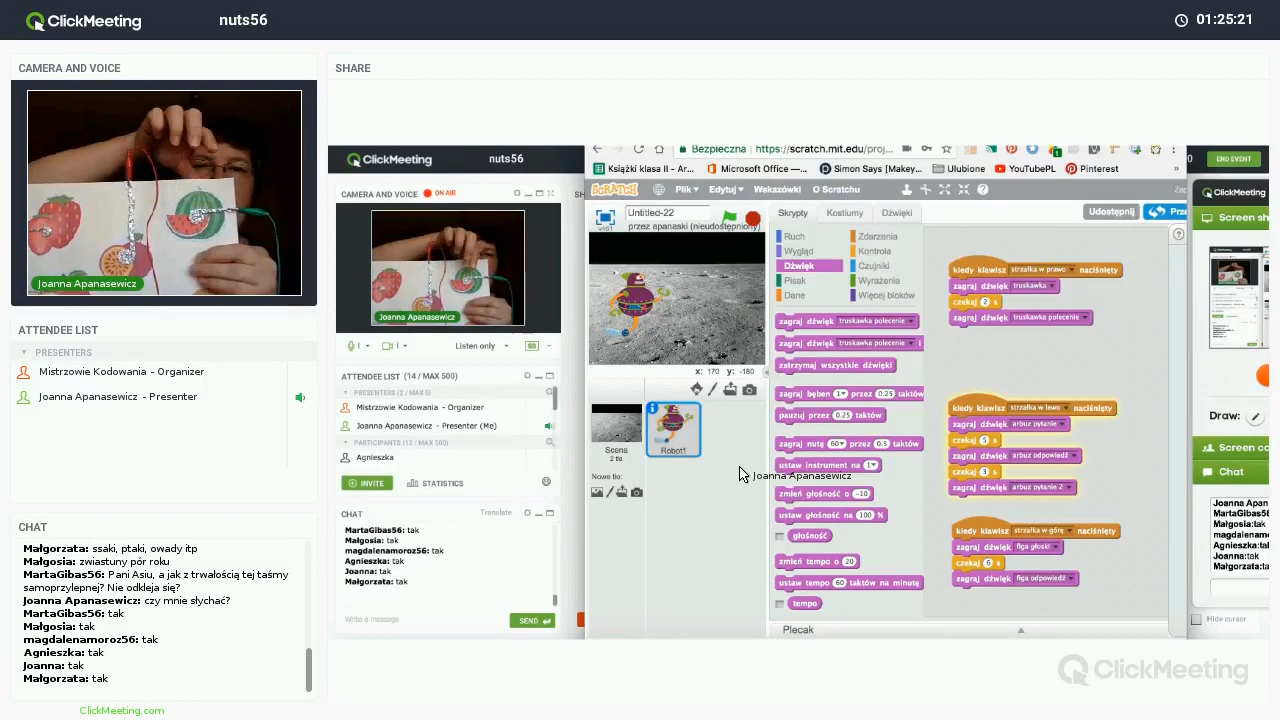 ClickMeeting
nuts56
01:25:21
CAMERA AND VOICE
Joanna Apanasewicz
ATTENDEE LIST
PRESENTERS
Mistrzowie Kodowania - Organizer
Joanna Apanasewicz - Presenter
CHAT
Małgorzata: ssaki, ptaki, owady itp
Małgosia: zwiastuny pór roku
MartaGibas56: Pani Asiu, a jak z trwałością tej taśmy
samoprzylepnej? Nie odkleja się?
Joanna Apanasewicz: czy mnie słychać?
MartaGibas56: tak
Małgosia: tak
magdalenamoroz56: tak
Agnieszka: tak
Joanna: tak
Małgorzata: tak
ClickMeeting.com
SHARE
ClickMeeting
nuts56
CAMERA AND VOICE
ON AIR
Joanna Apanasewicz
Listen only
SD
ATTENDEE LIST (14 / MAX 500)
PRESENTERS (2 / MAX 5)
Mistrzowie Kodowania - Organizer
Joanna Apanasewicz - Presenter (Me)
PARTICIPANTS (12 / MAX 500)
Agnieszka
INVITE
STATISTICS
CHAT
Translate
MartaGibas56: tak
Małgosia: tak
magdalenamoroz56: tak
Agnieszka: tak
Joanna: tak
Małgorzata: tak
Write a message
SEND
Bezpieczna
https://scratch.mit.edu/proj...
Książki klasa II - Ar...
Microsoft Office —...
Simon Says [Makey...
Ulubione
YouTubePL
Pinterest
»
SCRATCH
Plik
Edytuj
Wskazówki
O Scratchu
Untitled-22
przez apanaski (nieudostępniony)
v461
x: 170 y: -180
Scena
2 tła
Nowe tło:
Robot1
Skrypty
Kostiumy
Dźwięki
Udostępnij
Ruch
Zdarzenia
Wygląd
Kontrola
Dźwięk
Czujniki
Pisak
Wyrażenia
Dane
Więcej bloków
zagraj dźwięk truskawka polecenie
zagraj dźwięk truskawka polecenie
zatrzymaj wszystkie dźwięki
zagraj bęben 1 przez 0.25 taktów
pauzuj przez 0.25 taktów
zagraj nutę 60 przez 0.5 taktów
ustaw instrument na 1
Joanna Apanasewicz
zmień głośność o -10
ustaw głośność na 100 %
głośność
zmień tempo o 20
ustaw tempo 60 taktów na minutę
tempo
Plecak
kiedy klawisz strzałka w prawo naciśnięty
zagraj dźwięk truskawka
czekaj 2 s
zagraj dźwięk truskawka polecenie
kiedy klawisz strzałka w lewo naciśnięty
zagraj dźwięk arbuz pytanie
czekaj 5 s
zagraj dźwięk arbuz odpowiedź
czekaj 3 s
zagraj dźwięk arbuz pytanie 2
kiedy klawisz strzałka w górę naciśnięty
zagraj dźwięk figa głoski
czekaj 6 s
zagraj dźwięk figa odpowiedź
END EVENT
ClickMeeting
Screen sh
Draw:
Screen co
Chat
Joanna Apan
MartaGibas5
Małgosia:tak
magdalename
Agnieszka:tak
Joanna:tak
Małgorzata:ta
Hide cursor
ClickMeeting